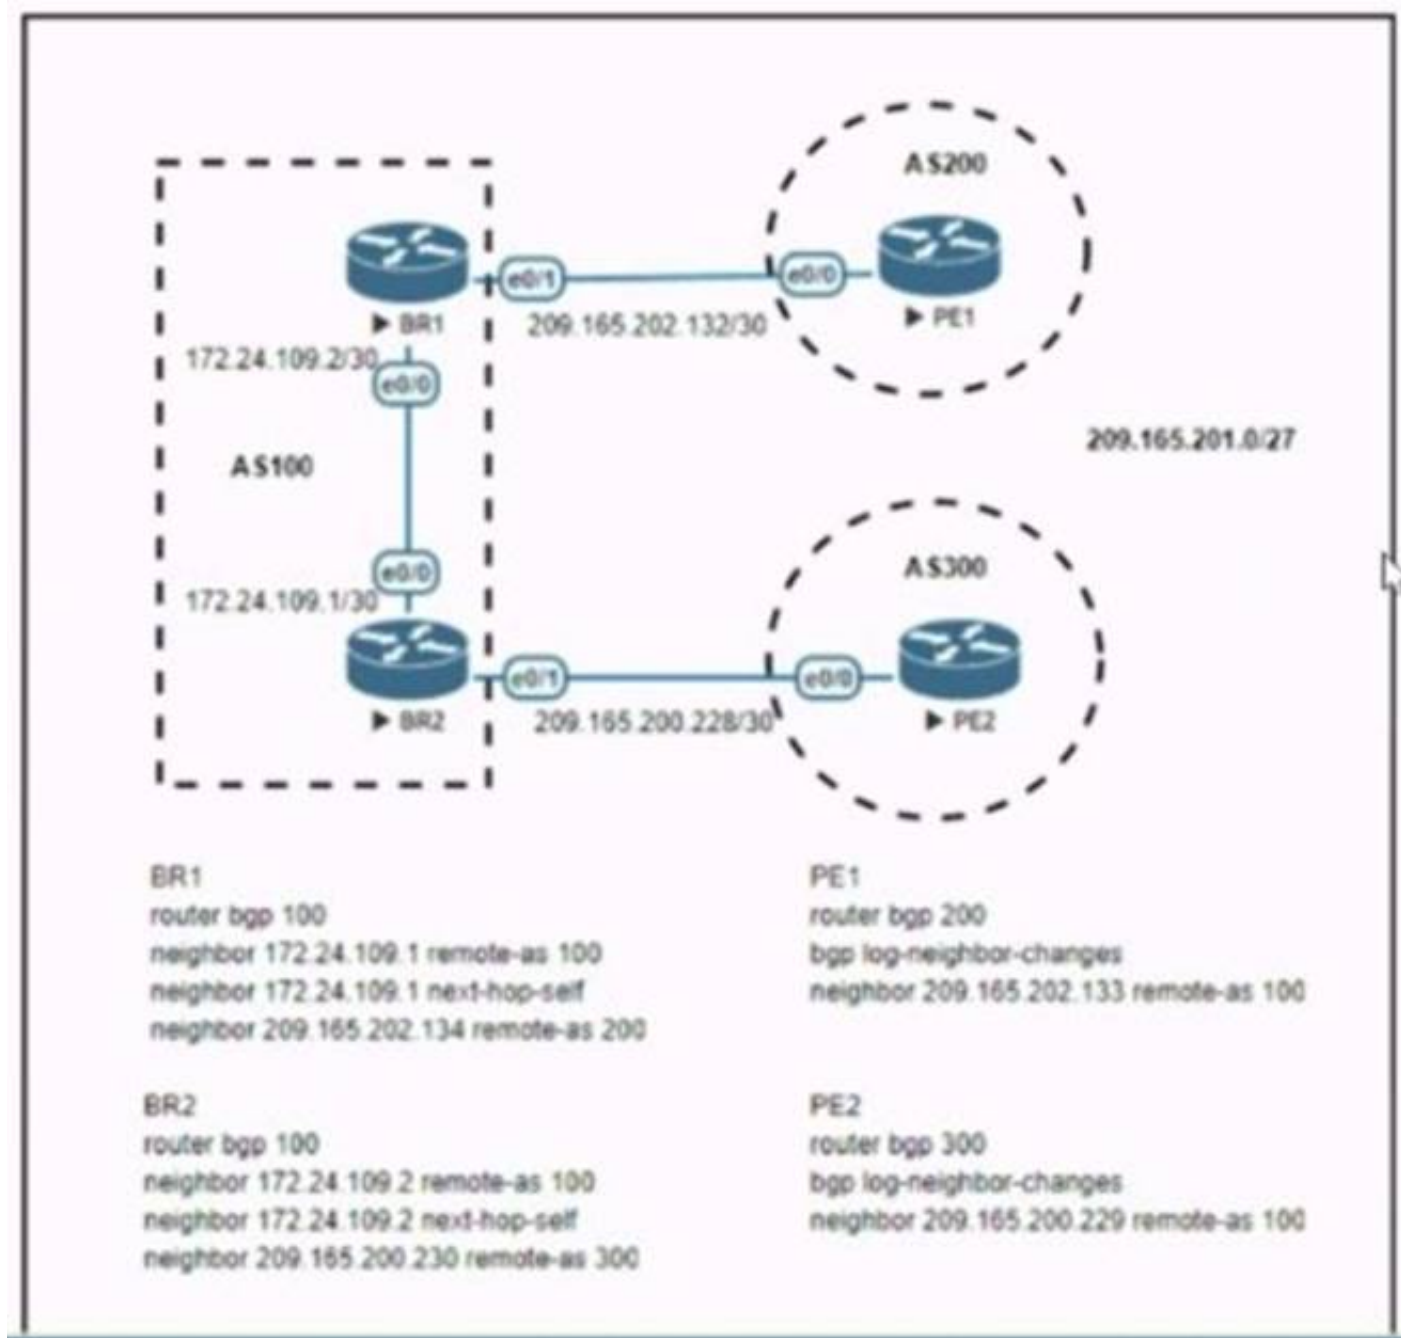 AS200
e0/1
e0/0
BR1
PE1
209.165.202.132/30
172.24.109.2/30
e0/0
209.165.201.0/27
AS100
AS300
e0/0
172.24.109.1/30
e0/1
e0/0
BR2
PE2
209.165.200.228/30
BR1
router bgp 100
neighbor 172.24.109.1 remote-as 100
neighbor 172.24.109.1 next-hop-self
neighbor 209.165.202.134 remote-as 200
PE1
router bgp 200
bgp log-neighbor-changes
neighbor 209.165.202.133 remote-as 100
BR2
router bgp 100
neighbor 172.24.109.2 remote-as 100
neighbor 172.24.109.2 next-hop-self
neighbor 209.165.200.230 remote-as 300
PE2
router bgp 300
bgp log-neighbor-changes
neighbor 209.165.200.229 remote-as 100